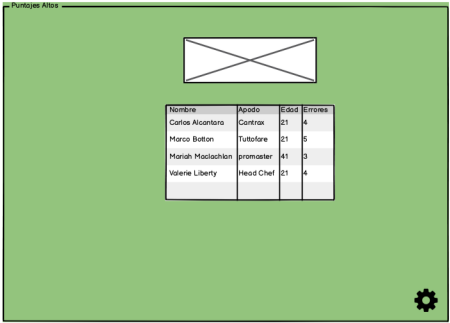 Puntajes Altos
Nombre Apodo Edad Errores
Carlos Alcantara Cantrax 21 4
Marco Botton Tuttofare 21 5
Mariah Maclachlan promaster 41 3
Valerie Liberty Head Chef 21 4